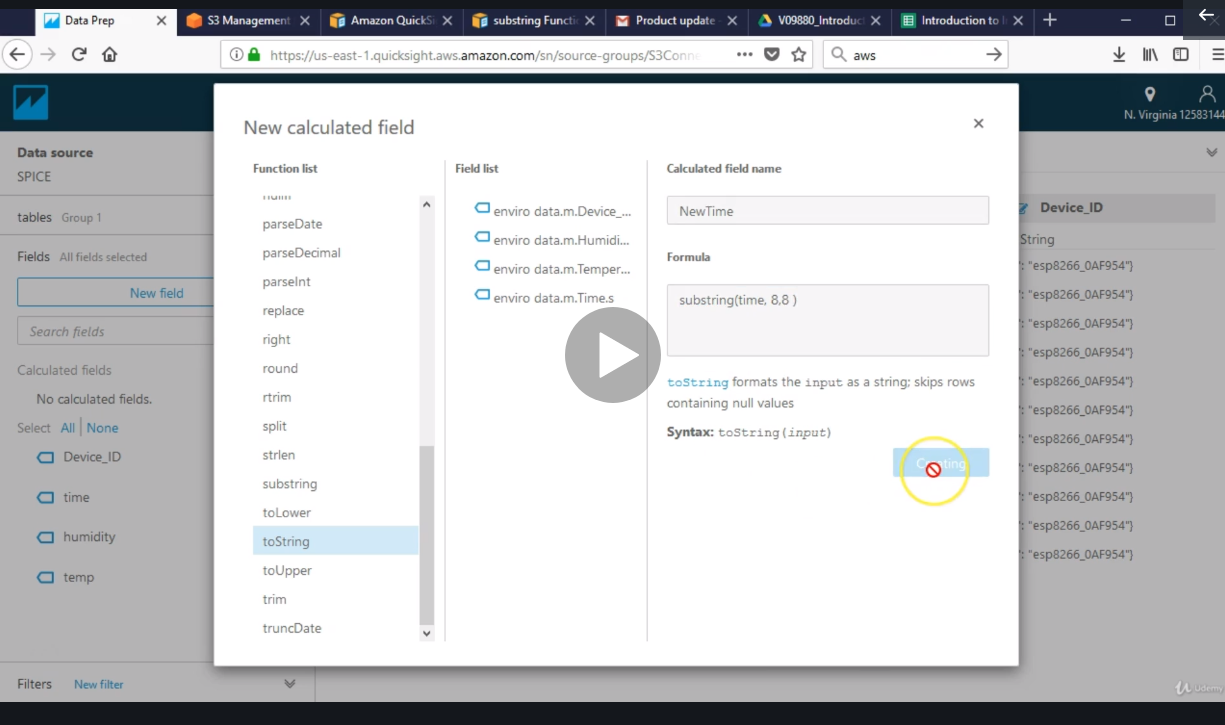 Data Prep
S3 Management
Amazon QuickSi
substring Functi
Product update -
V09880_Introduct
Introduction to I
https://us-east-1.quicksight.aws.amazon.com/sn/source-groups/S3Conne
aws
N. Virginia 12583144
Data source
SPICE
tables Group 1
Fields All fields selected
New field
Search fields
Calculated fields
No calculated fields.
Select All None
Device_ID
time
humidity
temp
Filters New filter
New calculated field
Function list
nullIf
parseDate
parseDecimal
parseInt
replace
right
round
rtrim
split
strlen
substring
toLower
toString
toUpper
trim
truncDate
Field list
enviro data.m.Device_...
enviro data.m.Humidi...
enviro data.m.Temper...
enviro data.m.Time.s
Calculated field name
NewTime
Formula
substring(time, 8,8 )
toString formats the input as a string; skips rows
containing null values
Syntax: toString(input)
Creating
Device_ID
String
: "esp8266_0AF954"}
: "esp8266_0AF954"}
: "esp8266_0AF954"}
: "esp8266_0AF954"}
: "esp8266_0AF954"}
: "esp8266_0AF954"}
: "esp8266_0AF954"}
: "esp8266_0AF954"}
: "esp8266_0AF954"}
: "esp8266_0AF954"}
: "esp8266_0AF954"}
Udemy